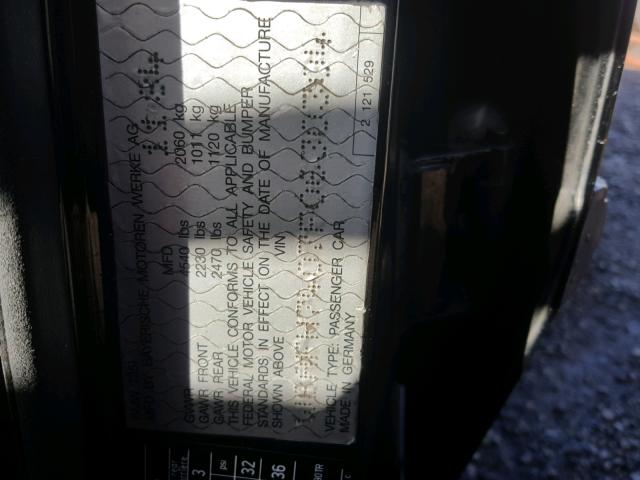 MFD BY BAYERISCHE MOTOREN WERKE AG
MFD
GVWR 4540 lbs 2060 kg
GAWR FRONT 2230 lbs 1011 kg
GAWR REAR 2470 lbs 1120 kg
THIS VEHICLE CONFORMS TO ALL APPLICABLE
FEDERAL MOTOR VEHICLE SAFETY AND BUMPER
STANDARDS IN EFFECT ON THE DATE OF MANUFACTURE
SHOWN ABOVE VIN
VEHICLE TYPE: PASSENGER CAR
MADE IN GERMANY
2 121 529
3
psi
32
36